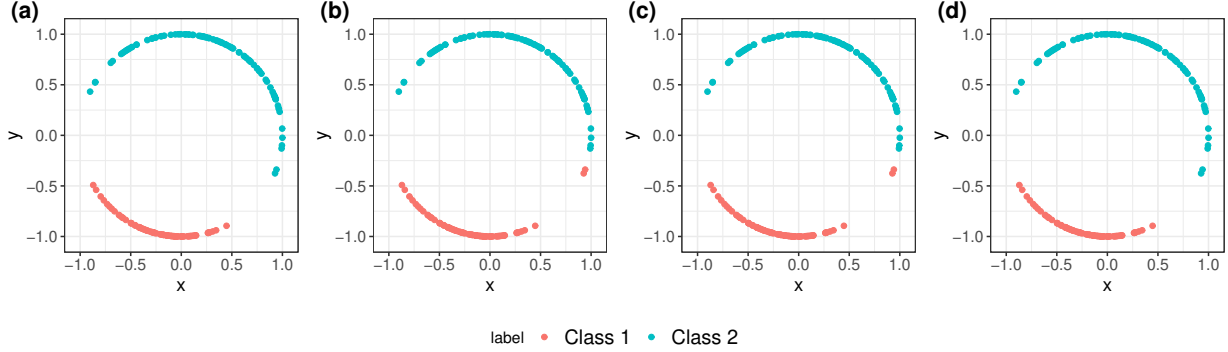 (a) (b) (c) (d)
1.0 1.0 1.0 1.0
0.5 0.5 0.5 0.5
y 0.0 y 0.0 y 0.0 y 0.0
−0.5 −0.5 −0.5 −0.5
−1.0 −1.0 −1.0 −1.0
−1.0 −0.5 0.0 0.5 1.0 −1.0 −0.5 0.0 0.5 1.0 −1.0 −0.5 0.0 0.5 1.0 −1.0 −0.5 0.0 0.5 1.0
x x x x
label Class 1 Class 2